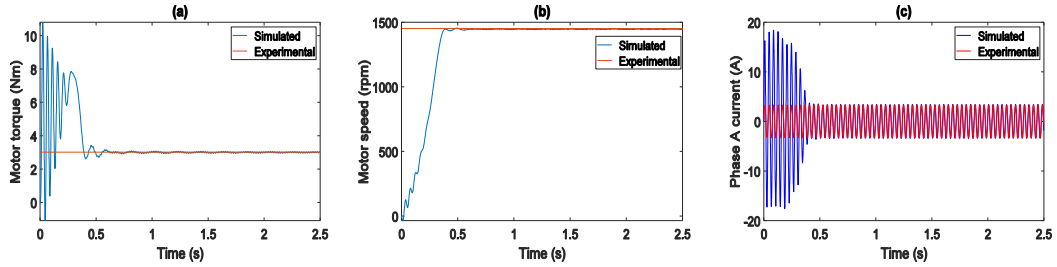 (a)
Motor torque (Nm)
10
8
6
4
2
0
Simulated
Experimental
0 0.5 1 1.5 2 2.5
Time (s)
(b)
Motor speed (rpm)
1500
1000
500
0
Simulated
Experimental
0 0.5 1 1.5 2 2.5
Time (s)
(c)
Phase A current (A)
20
10
0
-10
-20
Simulated
Experimental
0 0.5 1 1.5 2 2.5
Time (s)